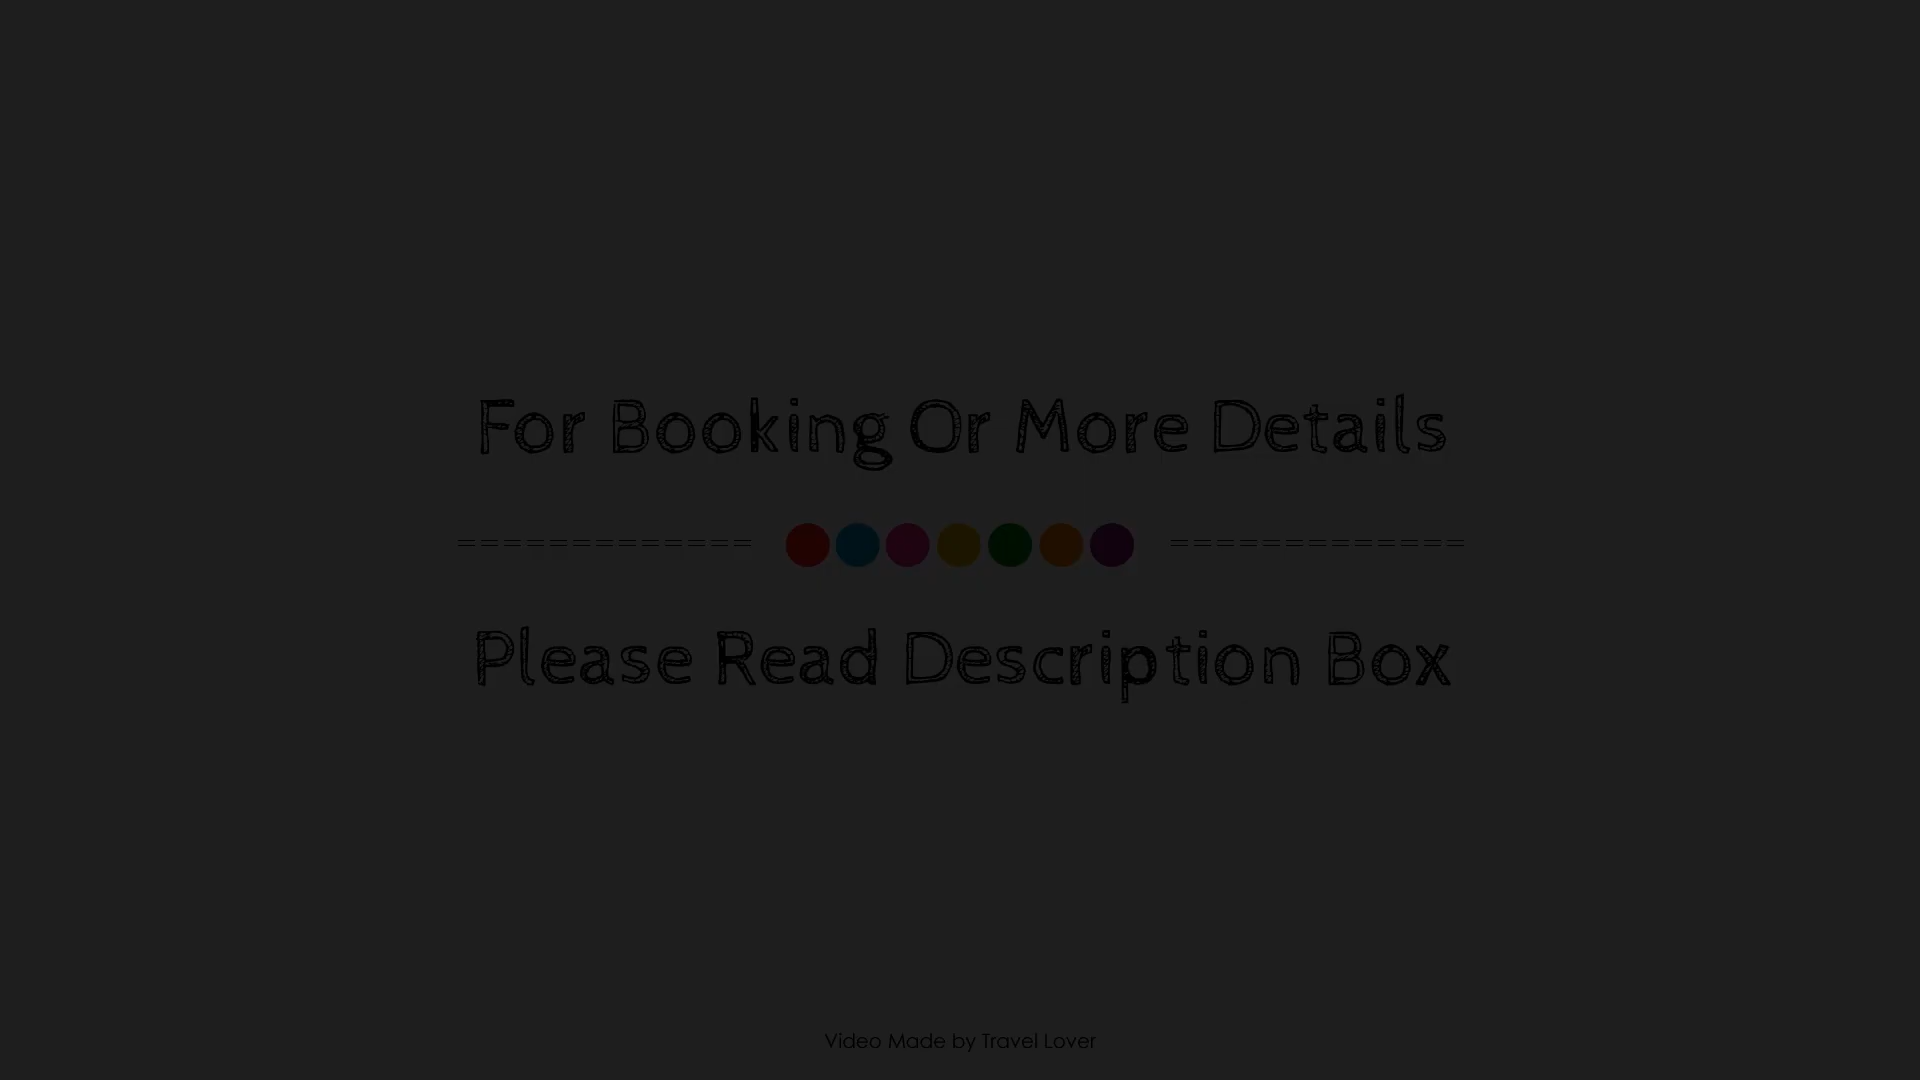 For Booking Or More Details
============= =============
Please Read Description Box
Video Made by Travel Lover